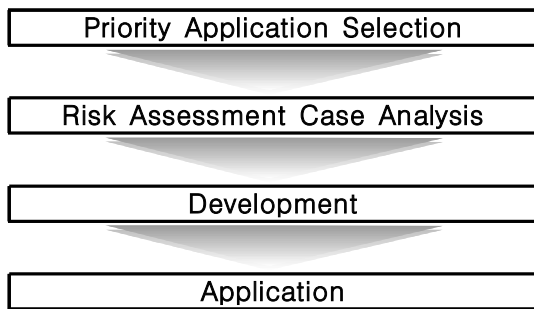 Priority Application Selection
Risk Assessment Case Analysis
Development
Application